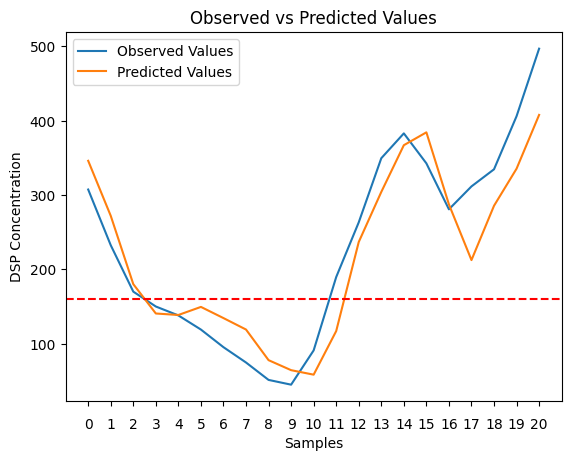 Observed vs Predicted Values
Observed Values
Predicted Values
500
400
300
200
100
DSP Concentration
0 1 2 3 4 5 6 7 8 9 10 11 12 13 14 15 16 17 18 19 20
Samples